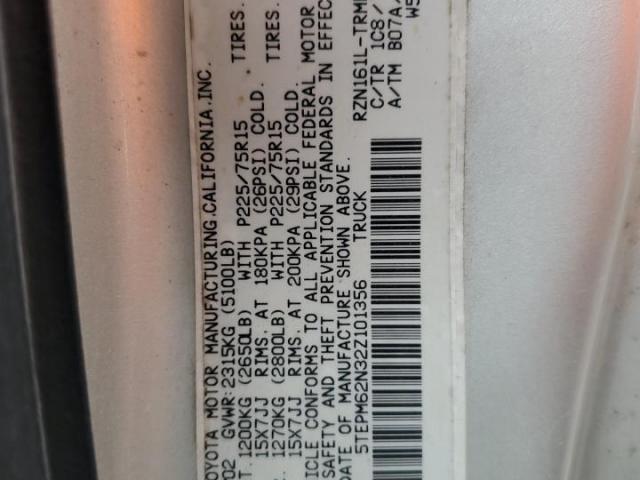 OYOTA MOTOR MANUFACTURING.CALIFORNIA.INC.
/02 GVWR:2315KG (5100LB)
T. 1200KG (2650LB) WITH P225/75R15 TIRES.
15X7JJ RIMS. AT 180KPA (26PSI) COLD.
R. 1270KG (2800LB) WITH P225/75R15 TIRES.
15X7JJ RIMS. AT 200KPA (29PSI) COLD.
ICLE CONFORMS TO ALL APPLICABLE FEDERAL MOTOR
SAFETY AND THEFT PREVENTION STANDARDS IN EFFEC
DATE OF MANUFACTURE SHOWN ABOVE.
5TEPM62N32Z101356 TRUCK
RZN161L-TRM
C/TR 1C8/
A/TM B07A/
W5